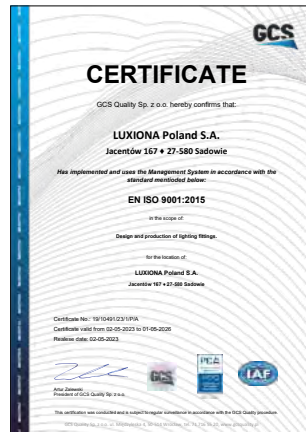 GCS
CERTIFICATE
GCS Quality Sp. z o.o. hereby confirms that:
LUXIONA Poland S.A.
Jacentów 167 ♦ 27-580 Sadowie
Has implemented and uses the Management System in accordance with the
standard mentioded below:
EN ISO 9001:2015
in the scope of:
Design and production of lighting fittings.
for the location of:
LUXIONA Poland S.A.
Jacentów 167 ♦ 27-580 Sadowie
Certificate No.: 19/10491/23/1/P/A
Certificate valid from 02-05-2023 to 01-05-2026
Realese date: 02-05-2023
Artur Zalewski
President of GCS Quality Sp. z o.o.
GCS
PCA
IAF
This certification was conducted and is subject to regular surveillance in accordance with the GCS Quality procedure